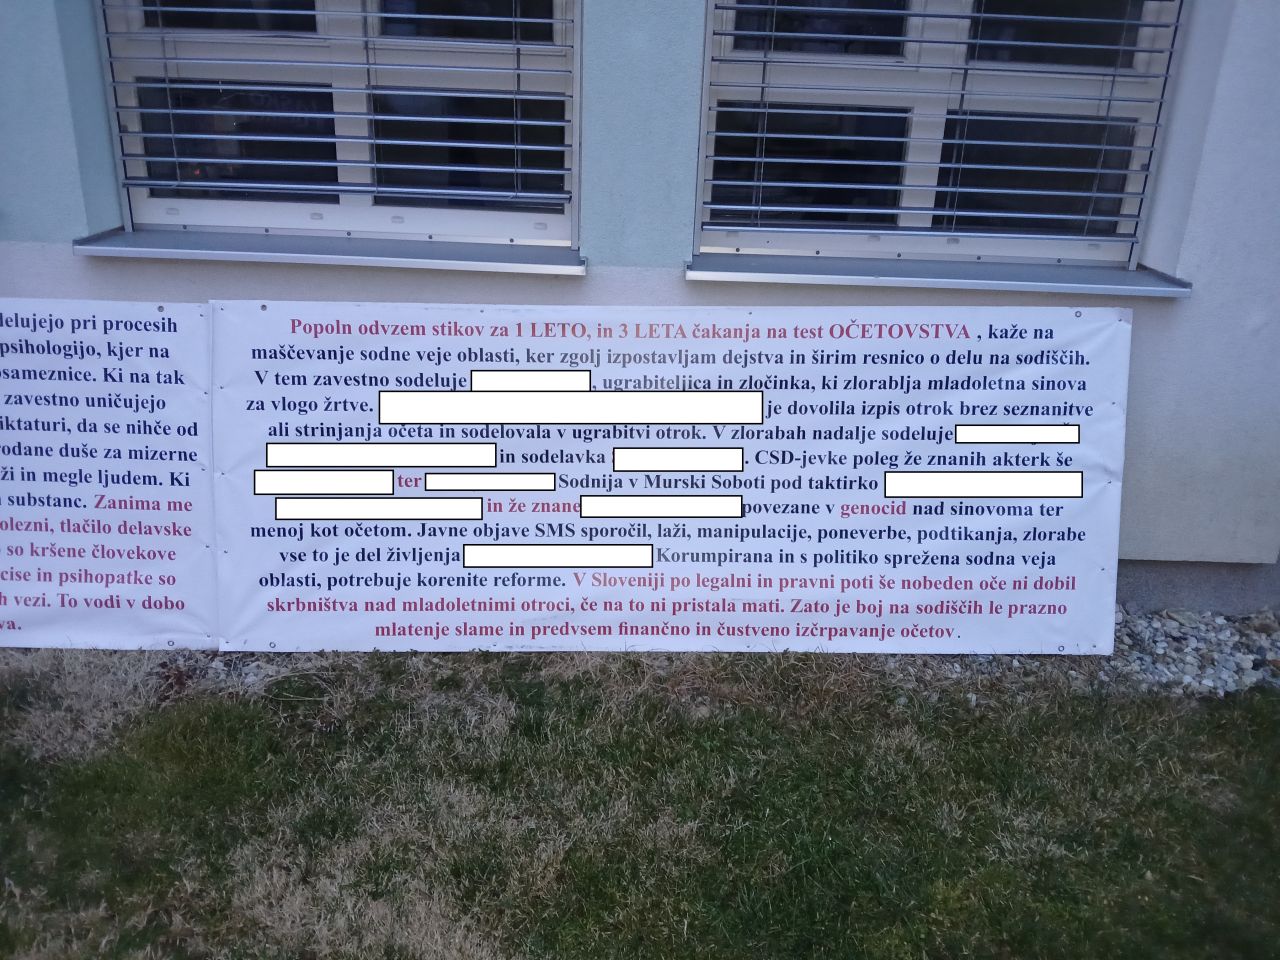 delujejo pri procesih
psihologijo, kjer na
osameznice. Ki na tak
zavestno uničujejo
iktaturi, da se nihče od
rodane duše za mizerne
ži in megle ljudem. Ki
substanc. Zanima me
olezni, tlačilo delavske
so kršene človekove
cise in psihopatke so
h vezi. To vodi v dobo
va.
Popoln odvzem stikov za 1 LETO, in 3 LETA čakanja na test OČETOVSTVA , kaže na
maščevanje sodne veje oblasti, ker zgolj izpostavljam dejstva in širim resnico o delu na sodiščih.
V tem zavestno sodeluje , ugrabiteljica in zločinka, ki zlorablja mladoletna sinova
za vlogo žrtve. je dovolila izpis otrok brez seznanitve
ali strinjanja očeta in sodelovala v ugrabitvi otrok. V zlorabah nadalje sodeluje
in sodelavka . CSD-jevke poleg že znanih akterk še
ter Sodnija v Murski Soboti pod taktirko
in že znane povezane v genocid nad sinovoma ter
menoj kot očetom. Javne objave SMS sporočil, laži, manipulacije, poneverbe, podtikanja, zlorabe
vse to je del življenja Korumpirana in s politiko sprežena sodna veja
oblasti, potrebuje korenite reforme. V Sloveniji po legalni in pravni poti še nobeden oče ni dobil
skrbništva nad mladoletnimi otroci, če na to ni pristala mati. Zato je boj na sodiščih le prazno
mlatenje slame in predvsem finančno in čustveno izčrpavanje očetov.